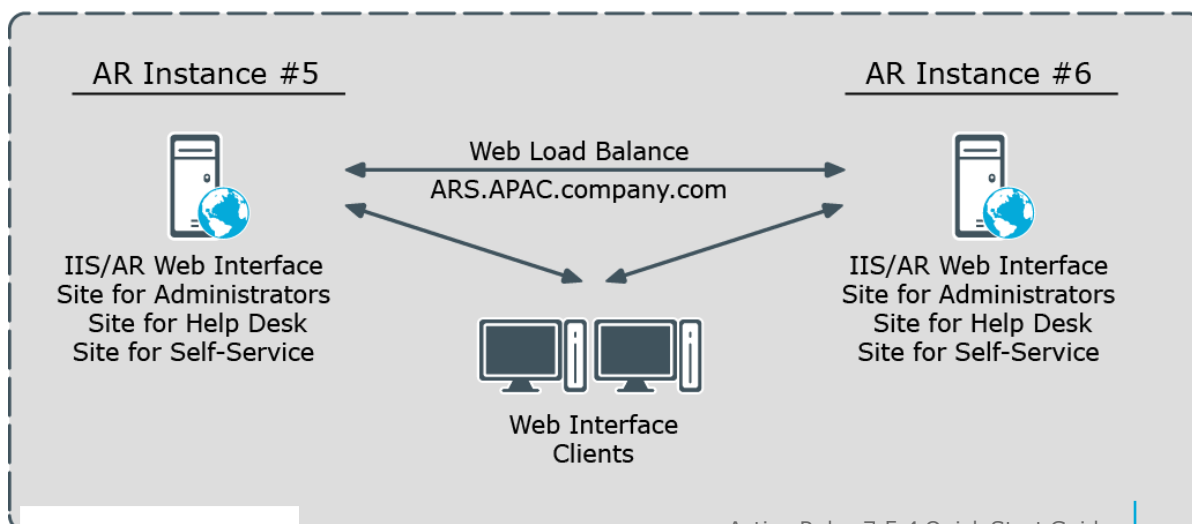 AR Instance #5
AR Instance #6
Web Load Balance
ARS.APAC.company.com
IIS/AR Web Interface
Site for Administrators
Site for Help Desk
Site for Self-Service
IIS/AR Web Interface
Site for Administrators
Site for Help Desk
Site for Self-Service
Web Interface
Clients